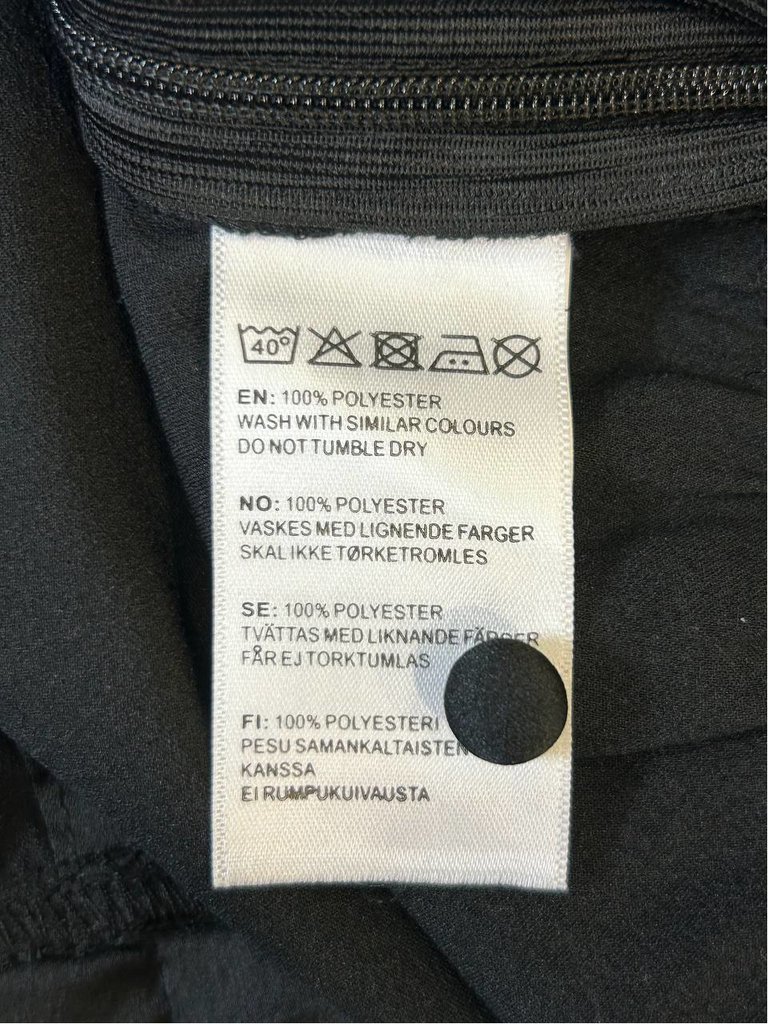 40°
EN: 100% POLYESTER
WASH WITH SIMILAR COLOURS
DO NOT TUMBLE DRY
NO: 100% POLYESTER
VASKES MED LIGNENDE FARGER
SKAL IKKE TØRKETROMLES
SE: 100% POLYESTER
TVÄTTAS MED LIKNANDE FÄRGER
FÅR EJ TORKTUMLAS
FI: 100% POLYESTERI
PESU SAMANKALTAISTEN
KANSSA
EI RUMPUKUIVAUSTA